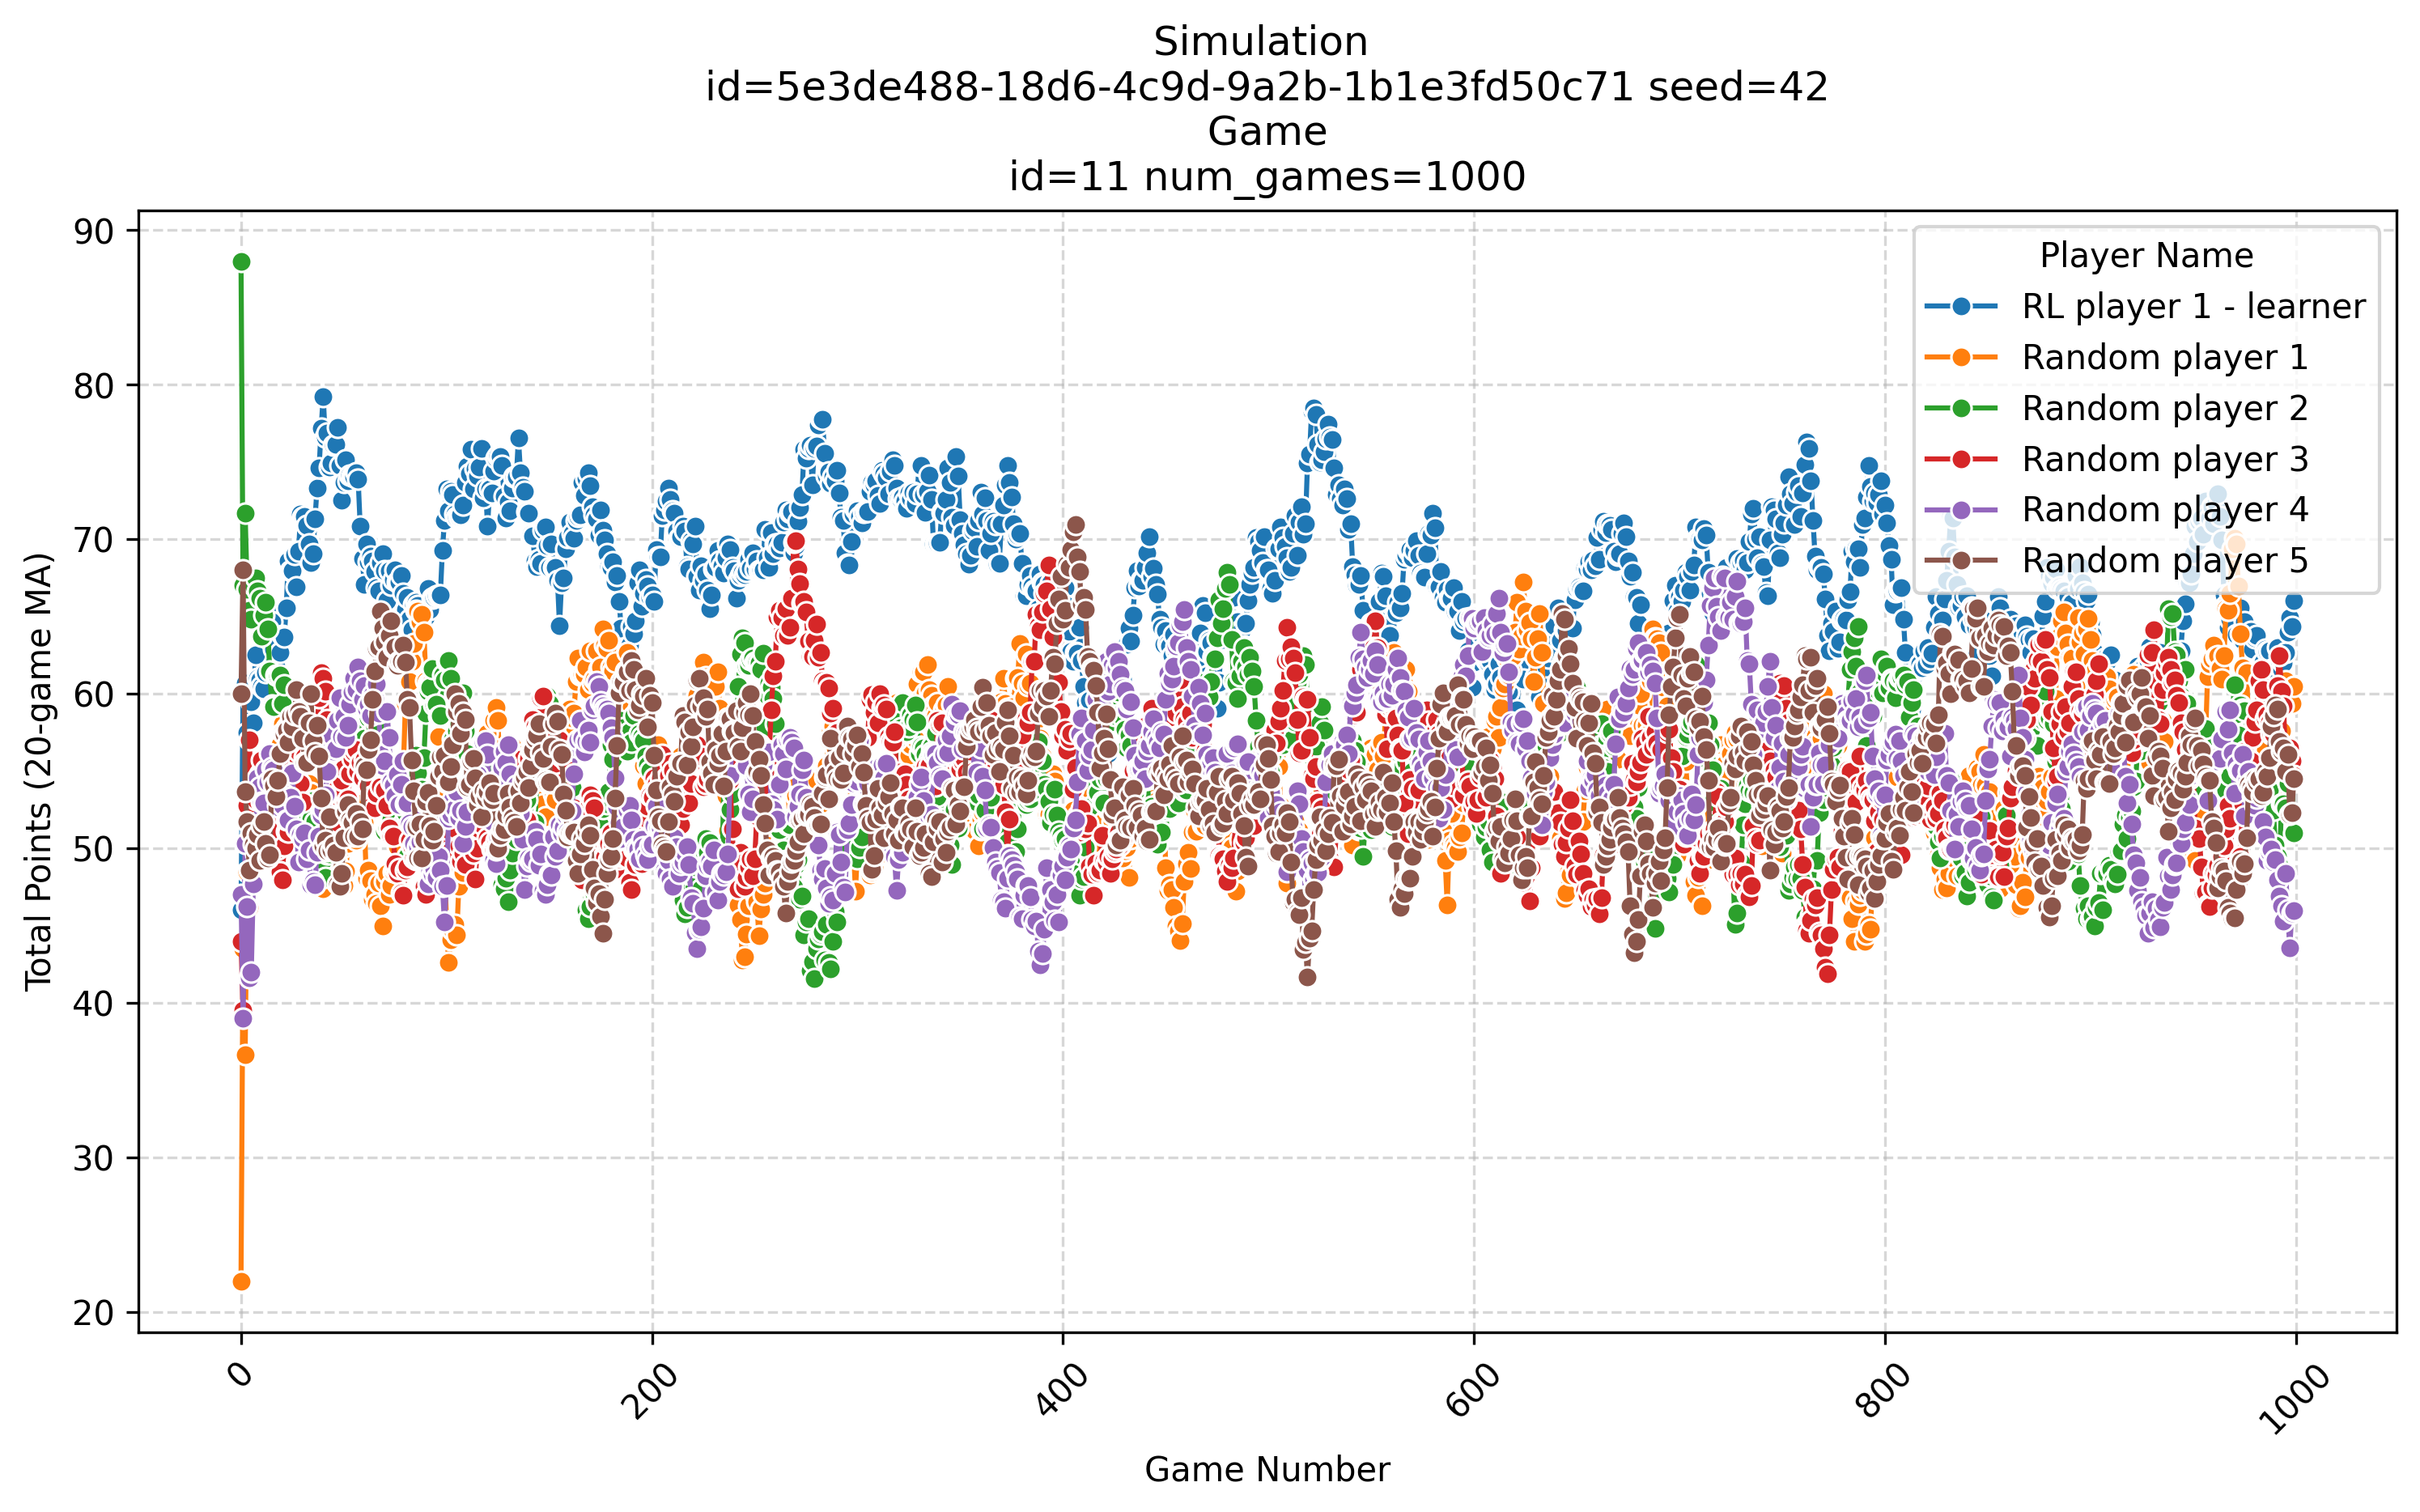 Simulation
id=5e3de488-18d6-4c9d-9a2b-1b1e3fd50c71 seed=42
Game
id=11 num_games=1000
90
80
70
60
50
40
30
20
Total Points (20-game MA)
Player Name
RL player 1 - learner
Random player 1
Random player 2
Random player 3
Random player 4
Random player 5
0
200
400
600
800
1000
Game Number